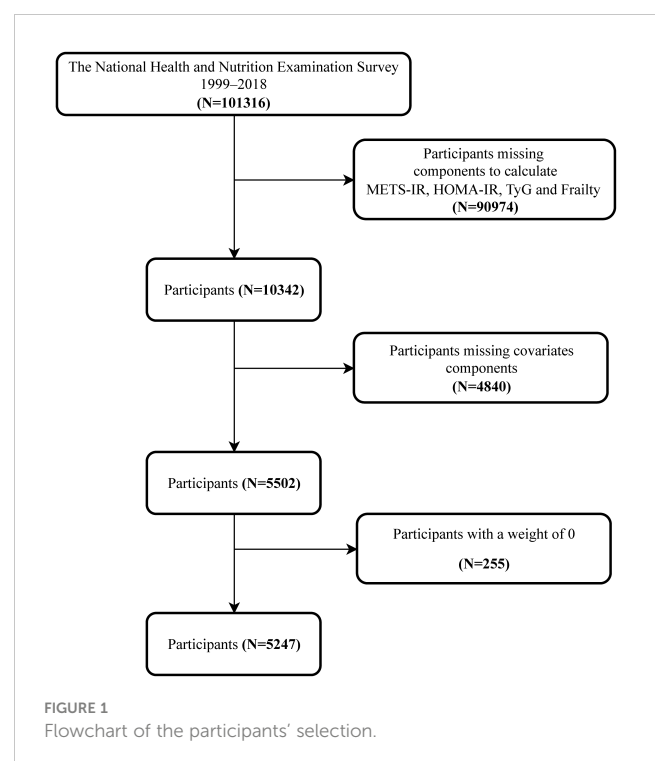 The National Health and Nutrition Examination Survey
1999–2018
(N=101316)
Participants missing
components to calculate
METS-IR, HOMA-IR, TyG and Frailty
(N=90974)
Participants (N=10342)
Participants missing covariates
components
(N=4840)
Participants (N=5502)
Participants with a weight of 0
(N=255)
Participants (N=5247)
FIGURE 1
Flowchart of the participants’ selection.